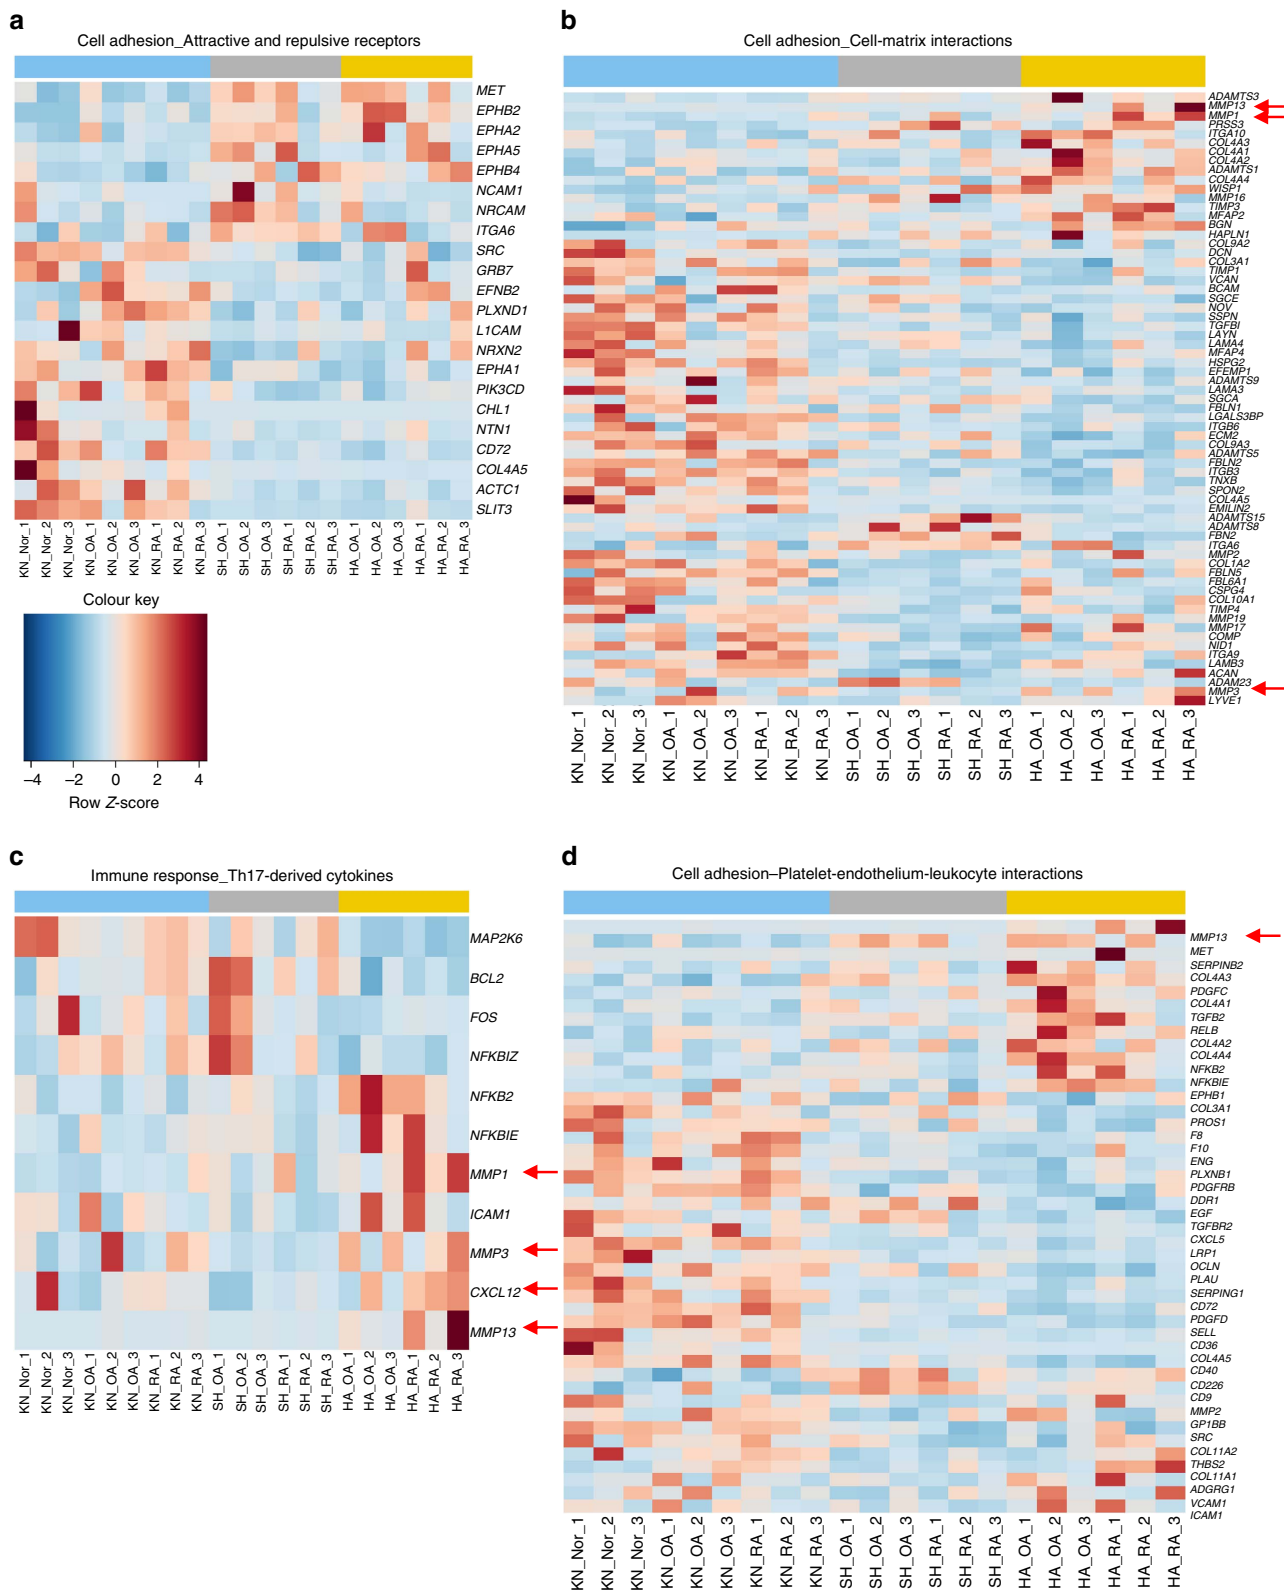 a
Cell adhesion_Attractive and repulsive receptors
MET
EPHB2
EPHA2
EPHA5
EPHB4
NCAM1
NRCAM
ITGA6
SRC
GRB7
EFNB2
PLXND1
L1CAM
NRXN2
EPHA1
PIK3CD
CHL1
NTN1
CD72
COL4A5
ACTC1
SLIT3
KN_Nor_1
KN_Nor_2
KN_Nor_3
KN_OA_1
KN_OA_2
KN_OA_3
KN_RA_1
KN_RA_2
KN_RA_3
SH_OA_1
SH_OA_2
SH_OA_3
SH_RA_1
SH_RA_2
SH_RA_3
HA_OA_1
HA_OA_2
HA_OA_3
HA_RA_1
HA_RA_2
HA_RA_3
Colour key
−4 −2 0 2 4
Row Z-score
b
Cell adhesion_Cell-matrix interactions
ADAMTS3
MMP13
MMP1
PRSS3
ITGA10
COL4A3
COL4A1
COL4A2
ADAMTS1
COL4A4
WISP1
MMP16
TIMP3
MFAP2
BGN
HAPLN1
COL9A2
DCN
COL3A1
TIMP1
VCAN
BCAM
SGCE
NOV
SSPN
TGFBI
LAYN
LAMA4
MFAP4
HSPG2
EFEMP1
ADAMTS9
LAMA3
SGCA
FBLN1
LGALS3BP
ITGB6
ECM2
COL9A3
ADAMTS5
FBLN2
ITGB3
TNXB
SPON2
COL4A5
EMILIN2
ADAMTS15
ADAMTS8
FBN2
ITGA6
MMP2
COL1A2
FBLN5
FBL6A1
CSPG4
COL10A1
TIMP4
MMP19
MMP17
COMP
NID1
ITGA9
LAMB3
ACAN
ADAM23
MMP3
LYVE1
KN_Nor_1
KN_Nor_2
KN_Nor_3
KN_OA_1
KN_OA_2
KN_OA_3
KN_RA_1
KN_RA_2
KN_RA_3
SH_OA_1
SH_OA_2
SH_OA_3
SH_RA_1
SH_RA_2
SH_RA_3
HA_OA_1
HA_OA_2
HA_OA_3
HA_RA_1
HA_RA_2
HA_RA_3
c
Immune response_Th17-derived cytokines
MAP2K6
BCL2
FOS
NFKBIZ
NFKB2
NFKBIE
MMP1
ICAM1
MMP3
CXCL12
MMP13
KN_Nor_1
KN_Nor_2
KN_Nor_3
KN_OA_1
KN_OA_2
KN_OA_3
KN_RA_1
KN_RA_2
KN_RA_3
SH_OA_1
SH_OA_2
SH_OA_3
SH_RA_1
SH_RA_2
SH_RA_3
HA_OA_1
HA_OA_2
HA_OA_3
HA_RA_1
HA_RA_2
HA_RA_3
d
Cell adhesion–Platelet-endothelium-leukocyte interactions
MMP13
MET
SERPINB2
COL4A3
PDGFC
COL4A1
TGFB2
RELB
COL4A2
COL4A4
NFKB2
NFKBIE
EPHB1
COL3A1
PROS1
F8
F10
ENG
PLXNB1
PDGFRB
DDR1
EGF
TGFBR2
CXCL5
LRP1
OCLN
PLAU
SERPING1
CD72
PDGFD
SELL
CD36
COL4A5
CD40
CD226
CD9
MMP2
GP1BB
SRC
COL11A2
THBS2
COL11A1
ADGRG1
VCAM1
ICAM1
KN_Nor_1
KN_Nor_2
KN_Nor_3
KN_OA_1
KN_OA_2
KN_OA_3
KN_RA_1
KN_RA_2
KN_RA_3
SH_OA_1
SH_OA_2
SH_OA_3
SH_RA_1
SH_RA_2
SH_RA_3
HA_OA_1
HA_OA_2
HA_OA_3
HA_RA_1
HA_RA_2
HA_RA_3